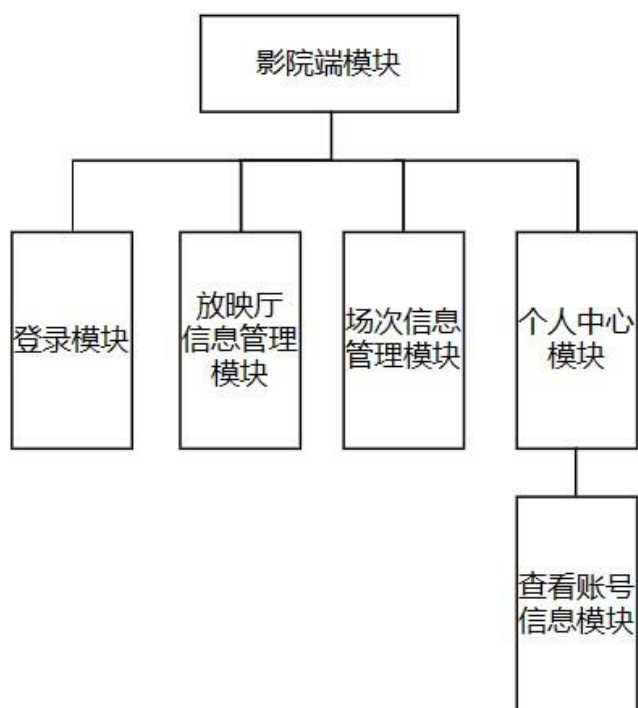 影院端模块
登录模块
放映厅
信息管理
模块
场次信息
管理模块
个人中心
模块
查看账号
信息模块